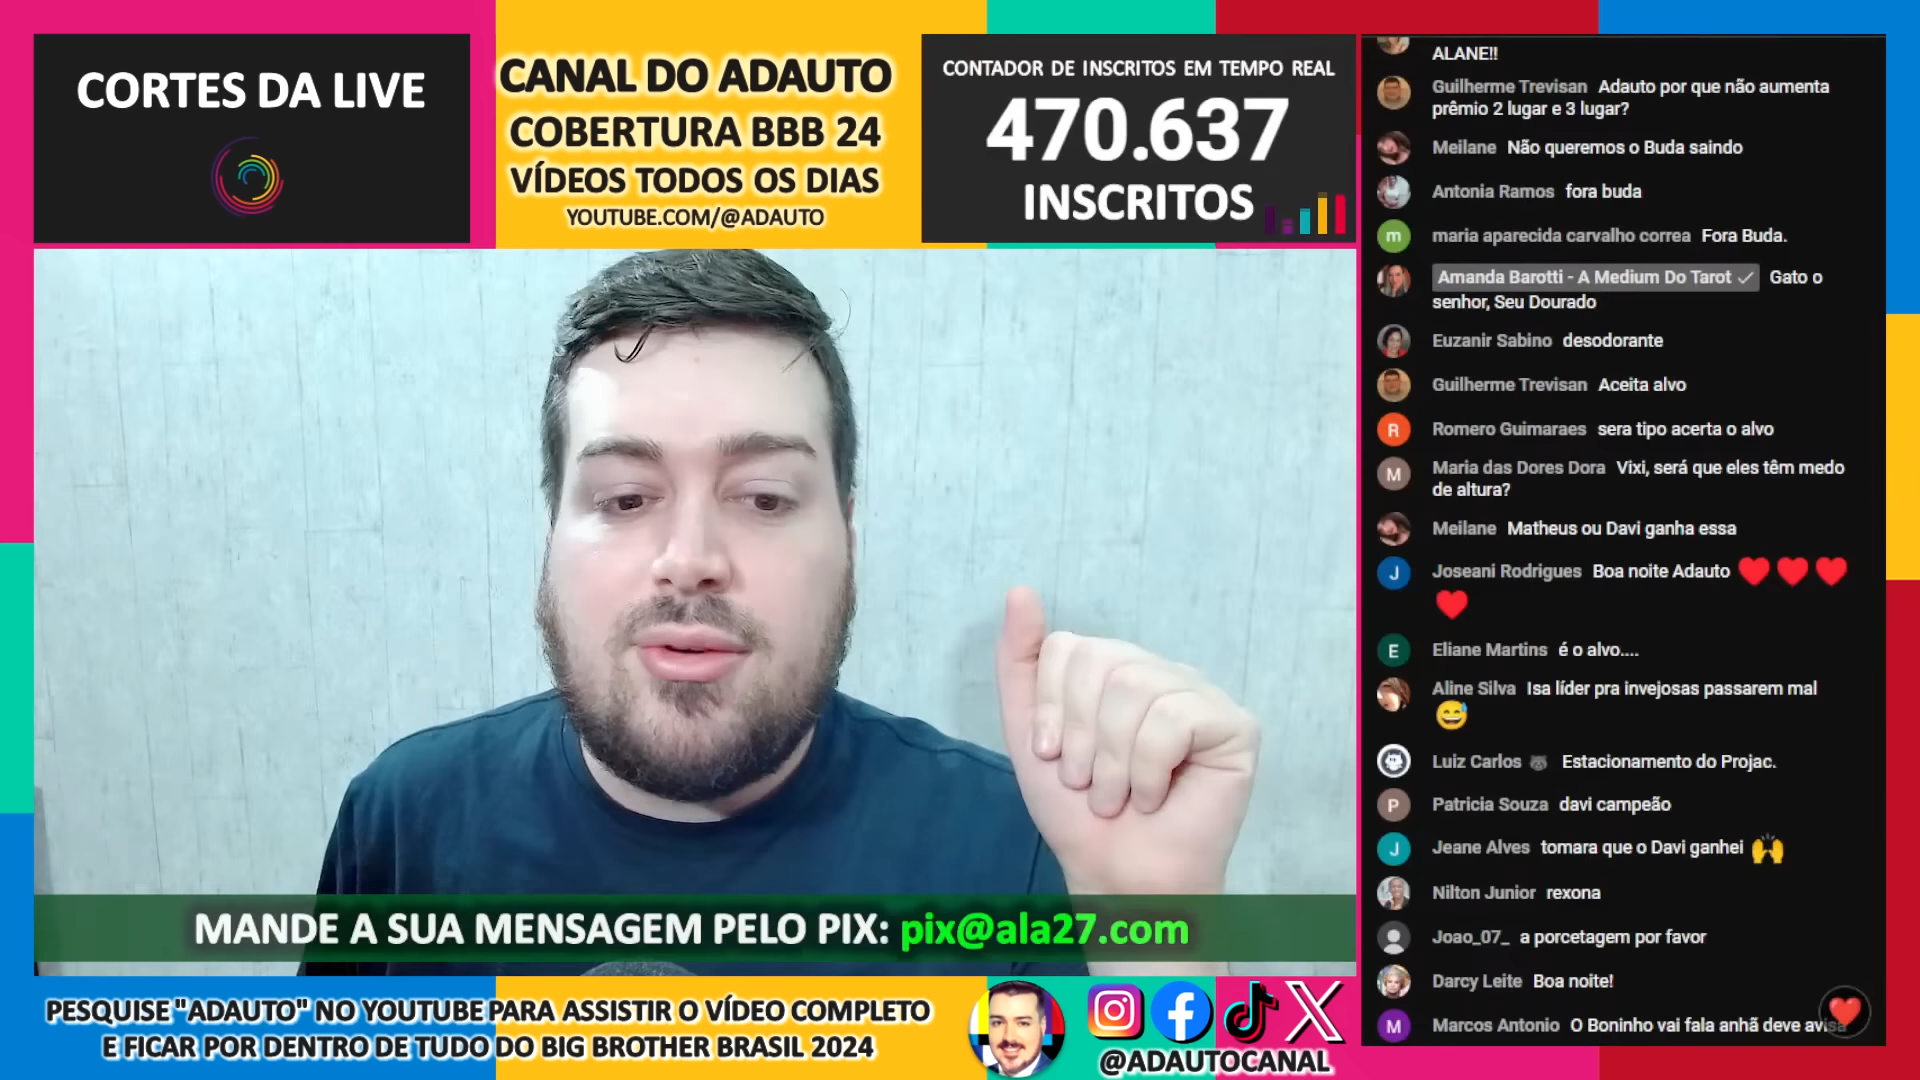 CORTES DA LIVE
CANAL DO ADAUTO
COBERTURA BBB 24
VÍDEOS TODOS OS DIAS
YOUTUBE.COM/@ADAUTO
CONTADOR DE INSCRITOS EM TEMPO REAL
470.637
INSCRITOS
ALANE!!
Guilherme Trevisan Adauto por que não aumenta
prêmio 2 lugar e 3 lugar?
Meilane Não queremos o Buda saindo
Antonia Ramos fora buda
m maria aparecida carvalho correa Fora Buda.
Amanda Barotti - A Medium Do Tarot ✓ Gato o
senhor, Seu Dourado
Euzanir Sabino desodorante
Guilherme Trevisan Aceita alvo
R Romero Guimaraes sera tipo acerta o alvo
M Maria das Dores Dora Vixi, será que eles têm medo
de altura?
Meilane Matheus ou Davi ganha essa
J Joseani Rodrigues Boa noite Adauto ❤️ ❤️ ❤️
❤️
E Eliane Martins é o alvo....
Aline Silva Isa líder pra invejosas passarem mal
😅
Luiz Carlos Estacionamento do Projac.
P Patricia Souza davi campeão
J Jeane Alves tomara que o Davi ganhei 🙌
Nilton Junior rexona
Joao_07_ a porcetagem por favor
Darcy Leite Boa noite!
M Marcos Antonio O Boninho vai fala anhã deve avisa
MANDE A SUA MENSAGEM PELO PIX: pix@ala27.com
PESQUISE "ADAUTO" NO YOUTUBE PARA ASSISTIR O VÍDEO COMPLETO
E FICAR POR DENTRO DE TUDO DO BIG BROTHER BRASIL 2024
@ADAUTOCANAL